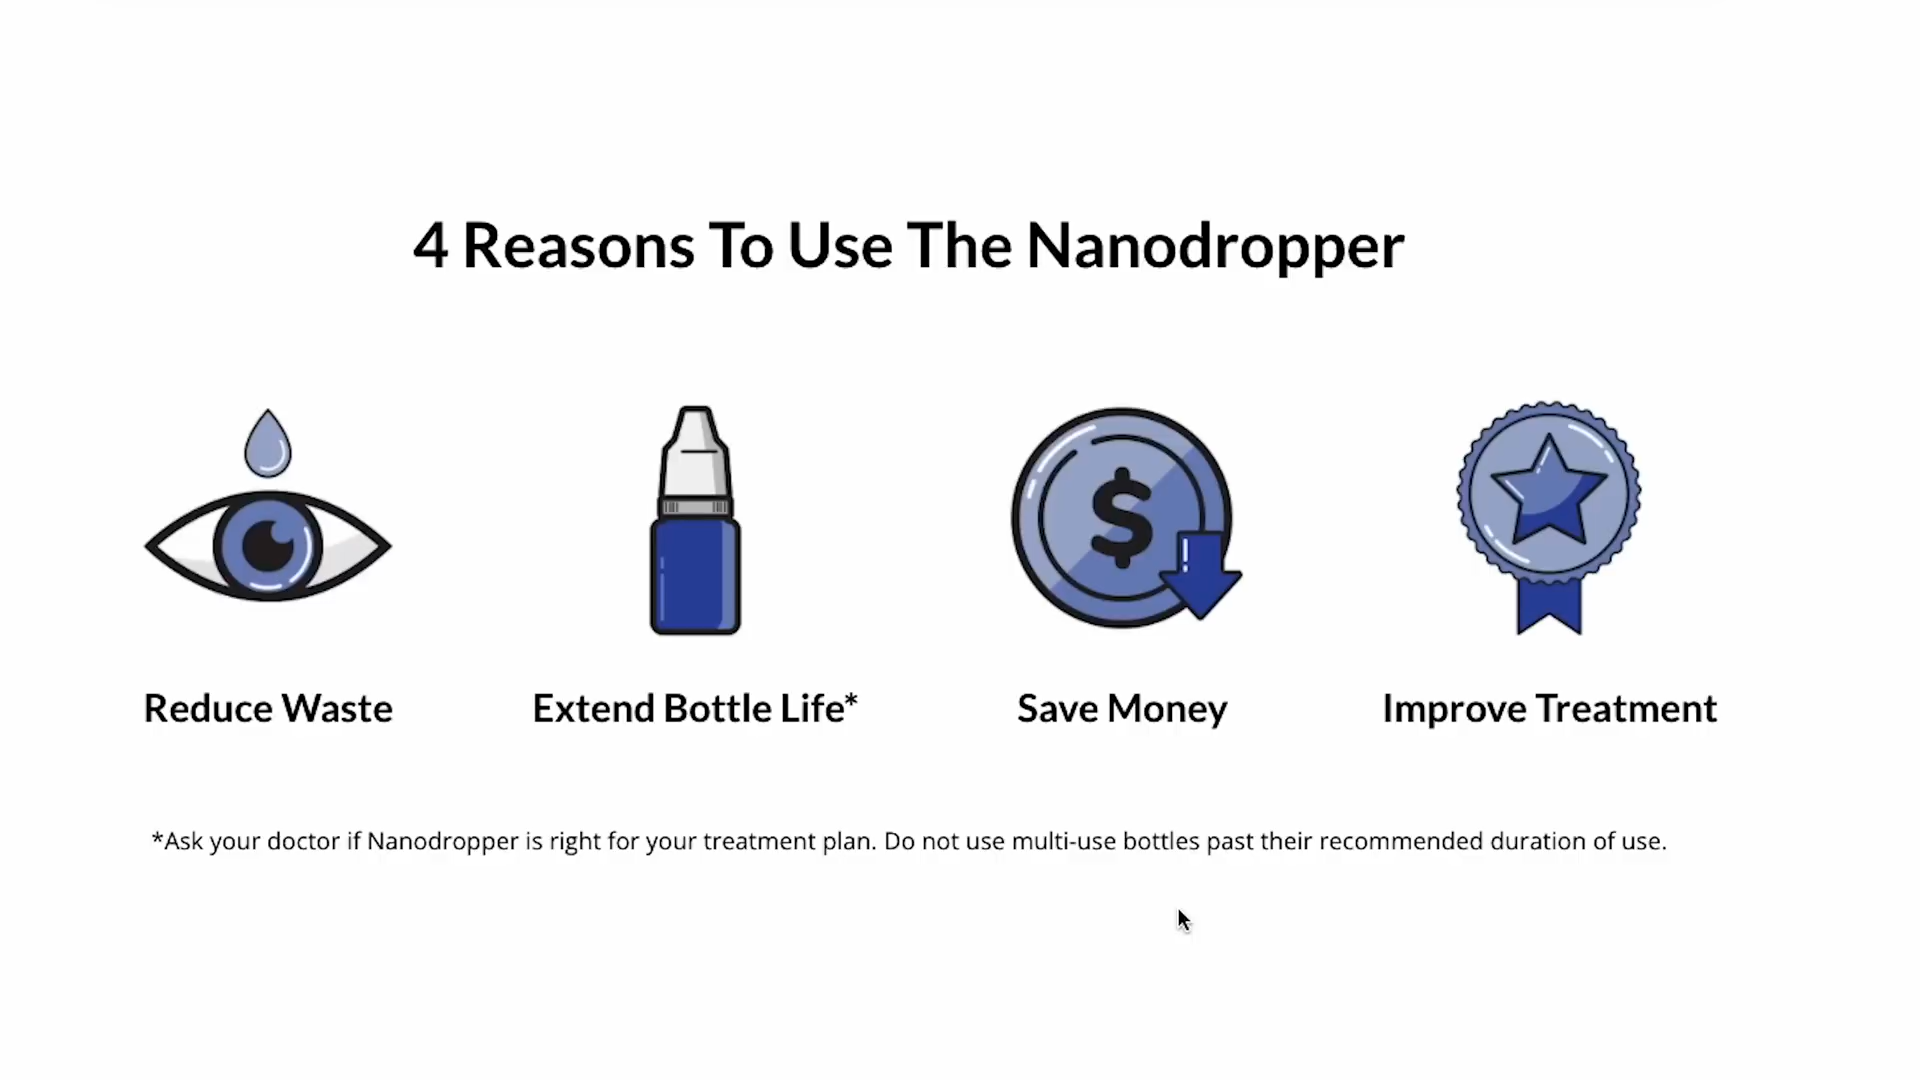 4 Reasons To Use The Nanodropper
Reduce Waste
Extend Bottle Life*
Save Money
Improve Treatment
*Ask your doctor if Nanodropper is right for your treatment plan. Do not use multi-use bottles past their recommended duration of use.